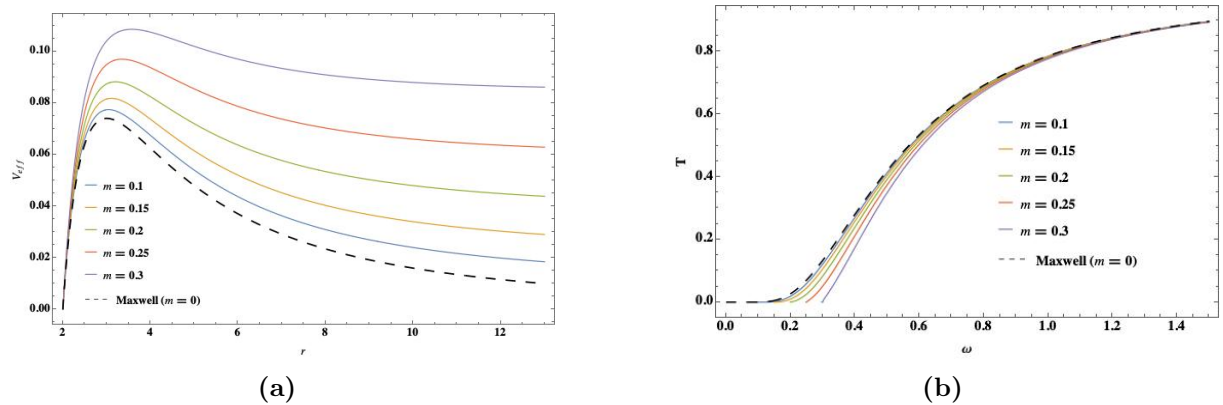 0.10
0.08
0.06
0.04
0.02
0.00
V_eff
m = 0.1
m = 0.15
m = 0.2
m = 0.25
m = 0.3
Maxwell (m = 0)
2 4 6 8 10 12
r
(a)
0.8
0.6
0.4
0.2
0.0
T
m = 0.1
m = 0.15
m = 0.2
m = 0.25
m = 0.3
Maxwell (m = 0)
0.0 0.2 0.4 0.6 0.8 1.0 1.2 1.4
ω
(b)